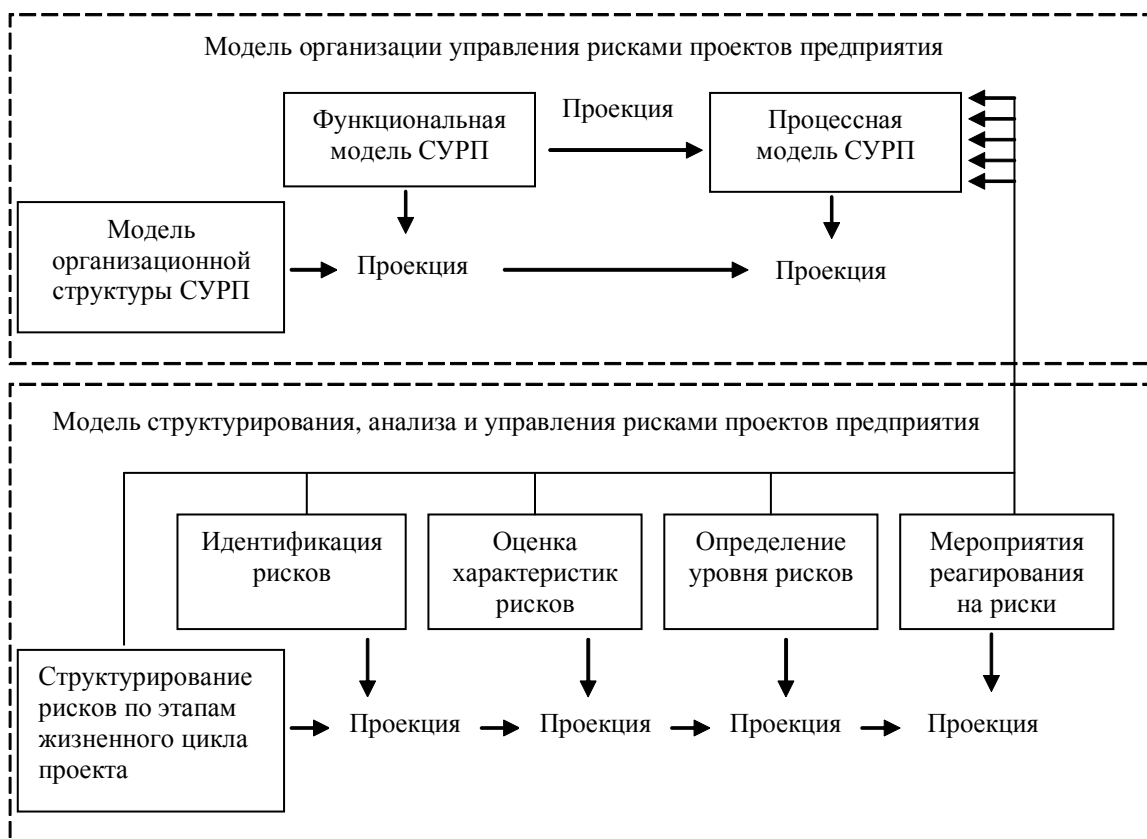 Модель организации управления рисками проектов предприятия
Функциональная
модель СУРП
Проекция
Процессная
модель СУРП
Модель
организационной
структуры СУРП
Проекция
Проекция
Модель структурирования, анализа и управления рисками проектов предприятия
Идентификация
рисков
Оценка
характеристик
рисков
Определение
уровня рисков
Мероприятия
реагирования
на риски
Структурирование
рисков по этапам
жизненного цикла
проекта
Проекция
Проекция
Проекция
Проекция